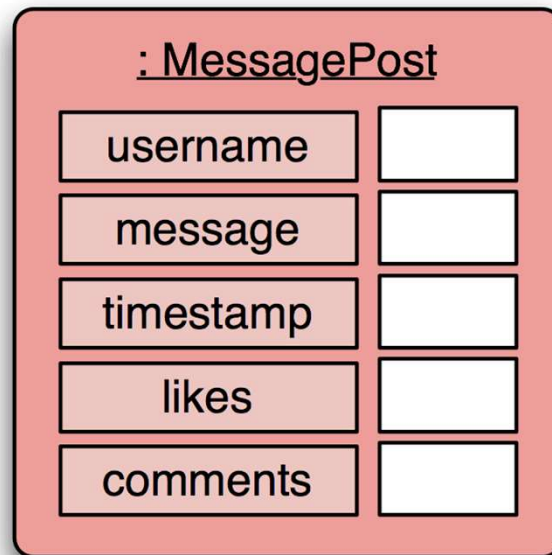 : MessagePost
username
message
timestamp
likes
comments